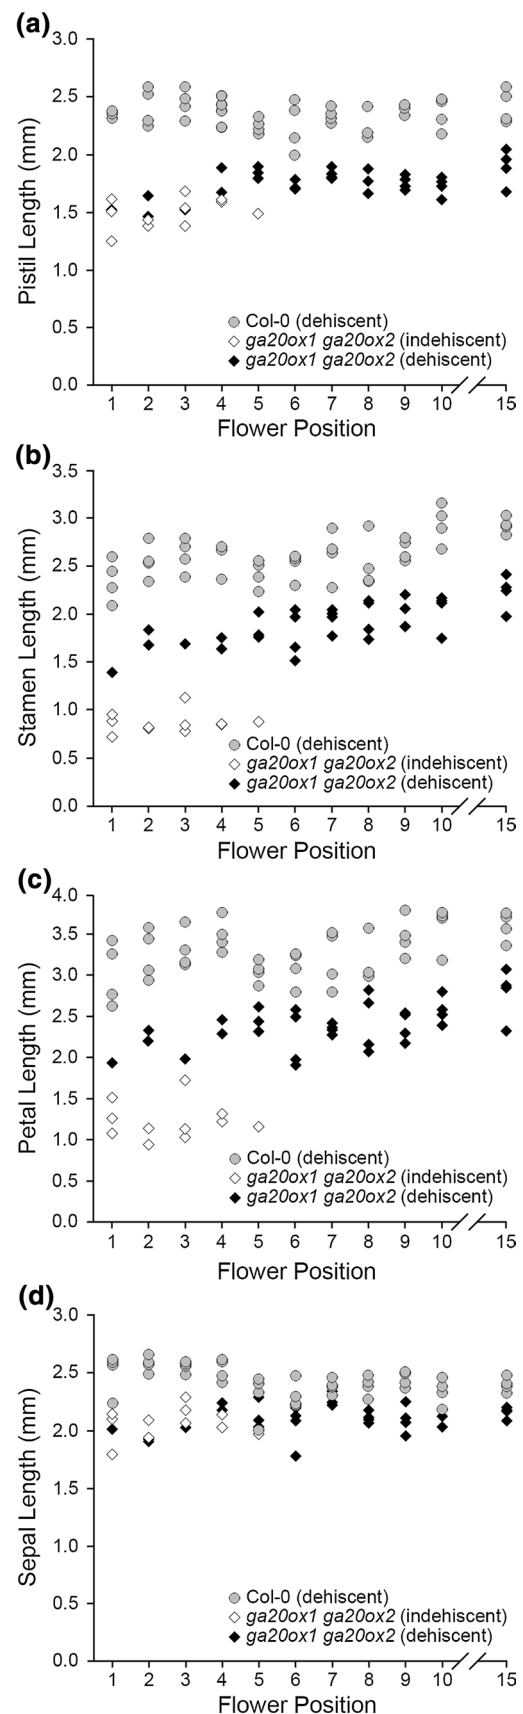 (a)
3.0
2.5
2.0
1.5
1.0
0.5
0.0
Pistil Length (mm)
Col-0 (dehiscent)
ga20ox1 ga20ox2 (indehiscent)
ga20ox1 ga20ox2 (dehiscent)
1 2 3 4 5 6 7 8 9 10 15
Flower Position
(b)
3.5
3.0
2.5
2.0
1.5
1.0
0.5
0.0
Stamen Length (mm)
Col-0 (dehiscent)
ga20ox1 ga20ox2 (indehiscent)
ga20ox1 ga20ox2 (dehiscent)
1 2 3 4 5 6 7 8 9 10 15
Flower Position
(c)
4.0
3.5
3.0
2.5
2.0
1.5
1.0
0.5
0.0
Petal Length (mm)
Col-0 (dehiscent)
ga20ox1 ga20ox2 (indehiscent)
ga20ox1 ga20ox2 (dehiscent)
1 2 3 4 5 6 7 8 9 10 15
Flower Position
(d)
3.0
2.5
2.0
1.5
1.0
0.5
0.0
Sepal Length (mm)
Col-0 (dehiscent)
ga20ox1 ga20ox2 (indehiscent)
ga20ox1 ga20ox2 (dehiscent)
1 2 3 4 5 6 7 8 9 10 15
Flower Position